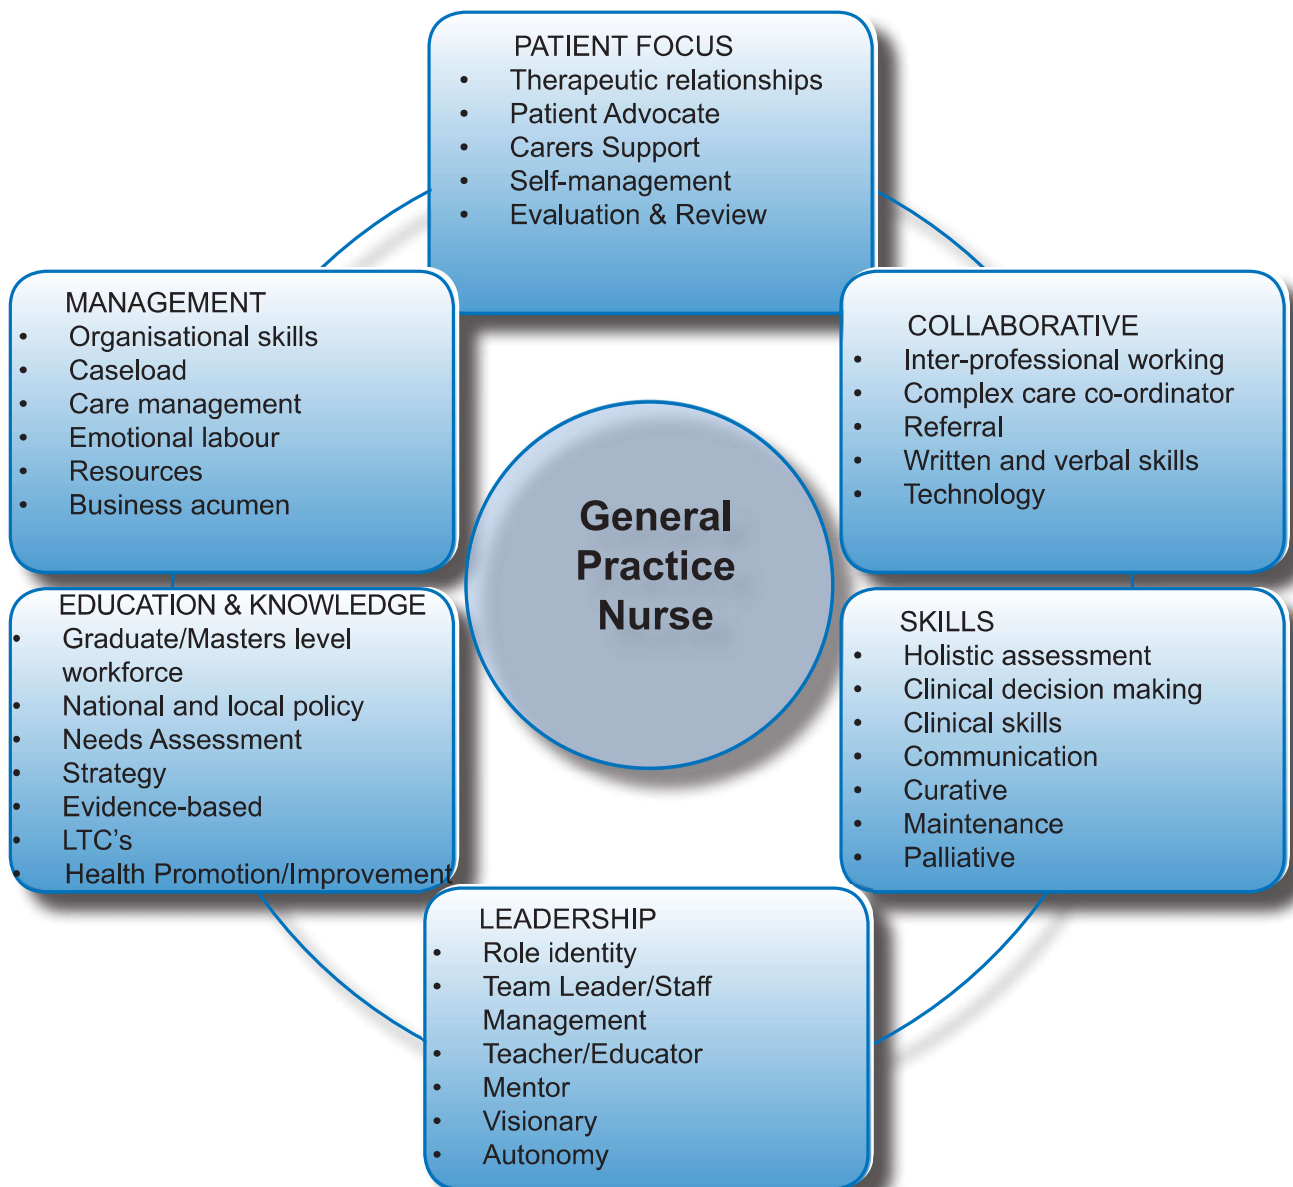 PATIENT FOCUS
• Therapeutic relationships
• Patient Advocate
• Carers Support
• Self-management
• Evaluation & Review
COLLABORATIVE
• Inter-professional working
• Complex care co-ordinator
• Referral
• Written and verbal skills
• Technology
SKILLS
• Holistic assessment
• Clinical decision making
• Clinical skills
• Communication
• Curative
• Maintenance
• Palliative
LEADERSHIP
• Role identity
• Team Leader/Staff
Management
• Teacher/Educator
• Mentor
• Visionary
• Autonomy
EDUCATION & KNOWLEDGE
• Graduate/Masters level
workforce
• National and local policy
• Needs Assessment
• Strategy
• Evidence-based
• LTC's
• Health Promotion/Improvement
MANAGEMENT
• Organisational skills
• Caseload
• Care management
• Emotional labour
• Resources
• Business acumen
General
Practice
Nurse